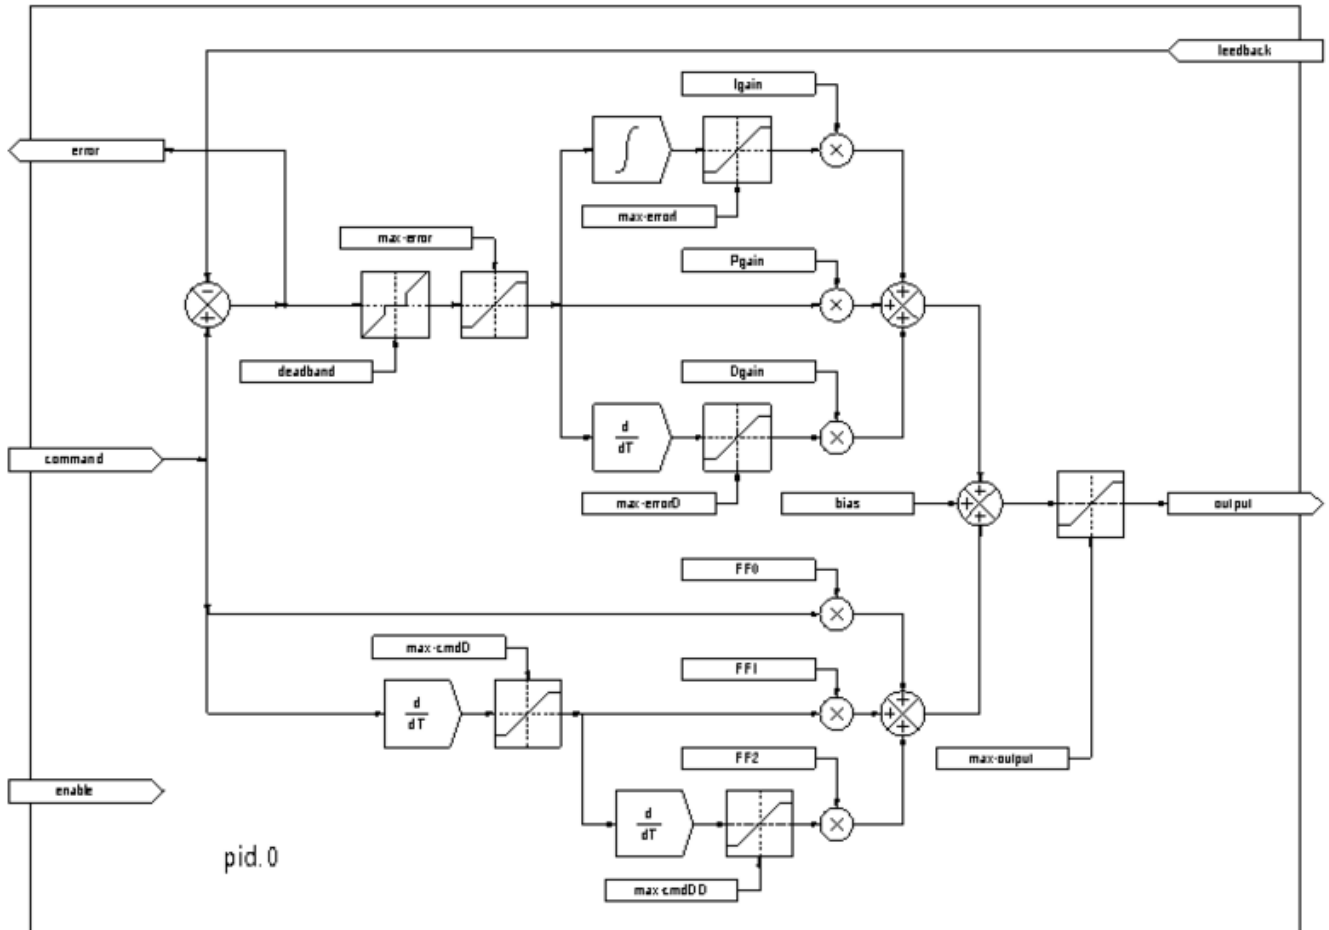 feedback
Igain
error
max-errorI
max-error
Pgain
−
+
+
+
+
deadband
Dgain
d
dT
command
max-errorD
bias
+
+
+
output
FF0
max-cmdD
FF1
d
dT
+
+
+
FF2
max-output
enable
d
dT
pid.0
max-cmdDD